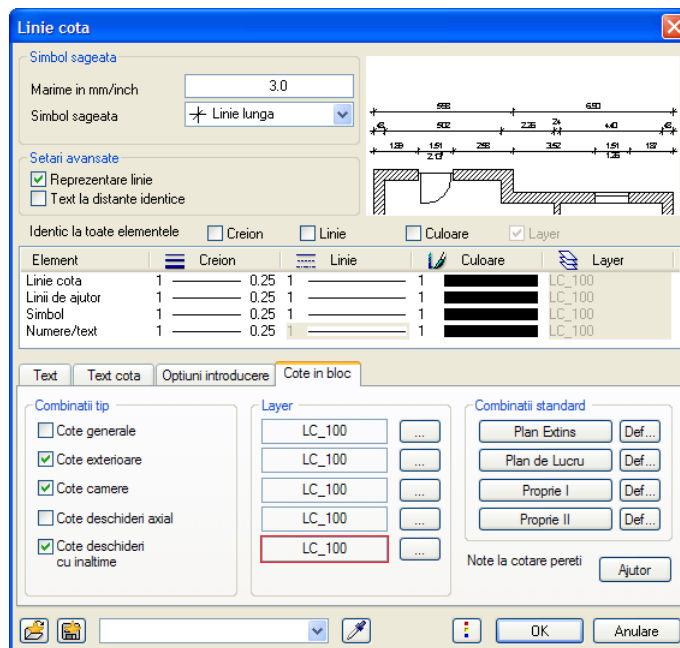 Linie cota
Simbol sageata
Marime in mm/inch 3.0
Simbol sageata Linie lunga
Setari avansate
Reprezentare linie
Text la distante identice
Identic la toate elementele Creion Linie Culoare Layer
Element Creion Linie Culoare Layer
Linie cota 1 0.25 1 1 LC_100
Linii de ajutor 1 0.25 1 1 LC_100
Simbol 1 0.25 1 1 LC_100
Numere/text 1 0.25 1 1 LC_100
Text Text cota Optiuni introducere Cote in bloc
Combinatii tip Layer Combinatii standard
Cote generale LC_100 ... Plan Extins Def...
Cote exterioare LC_100 ... Plan de Lucru Def...
Cote camere LC_100 ... Proprie I Def...
Cote deschideri axial LC_100 ... Proprie II Def...
Cote deschideri
cu inaltime LC_100 ... Note la cotare pereti Ajutor
OK Anulare